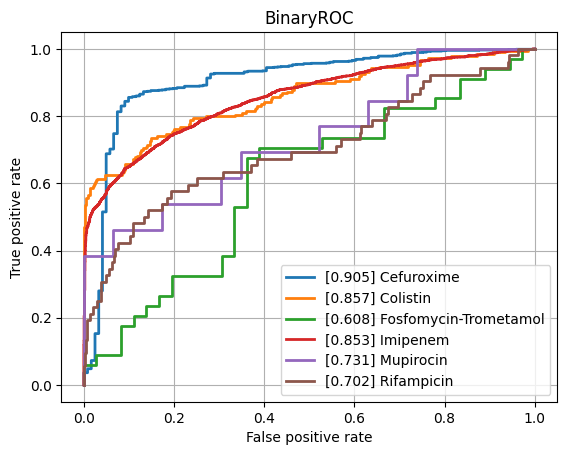 BinaryROC
True positive rate
1.0
0.8
0.6
0.4
0.2
0.0
[0.905] Cefuroxime
[0.857] Colistin
[0.608] Fosfomycin-Trometamol
[0.853] Imipenem
[0.731] Mupirocin
[0.702] Rifampicin
0.0 0.2 0.4 0.6 0.8 1.0
False positive rate